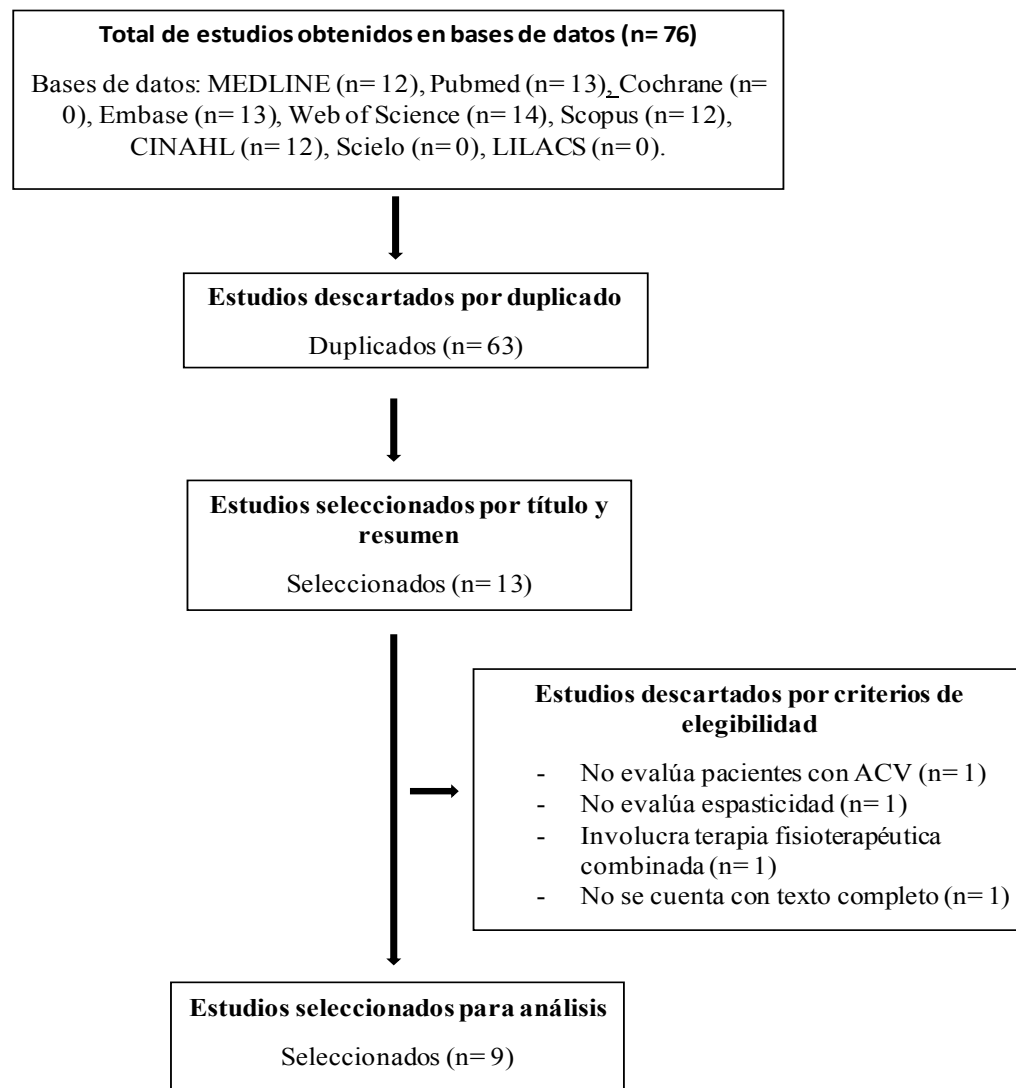 Total de estudios obtenidos en bases de datos (n= 76)
Bases de datos: MEDLINE (n= 12), Pubmed (n= 13), Cochrane (n=
0), Embase (n= 13), Web of Science (n= 14), Scopus (n= 12),
CINAHL (n= 12), Scielo (n= 0), LILACS (n= 0).
Estudios descartados por duplicado
Duplicados (n= 63)
Estudios seleccionados por título y
resumen
Seleccionados (n= 13)
Estudios descartados por criterios de
elegibilidad
- No evalúa pacientes con ACV (n= 1)
- No evalúa espasticidad (n= 1)
- Involucra terapia fisioterapéutica
combinada (n= 1)
- No se cuenta con texto completo (n= 1)
Estudios seleccionados para análisis
Seleccionados (n= 9)